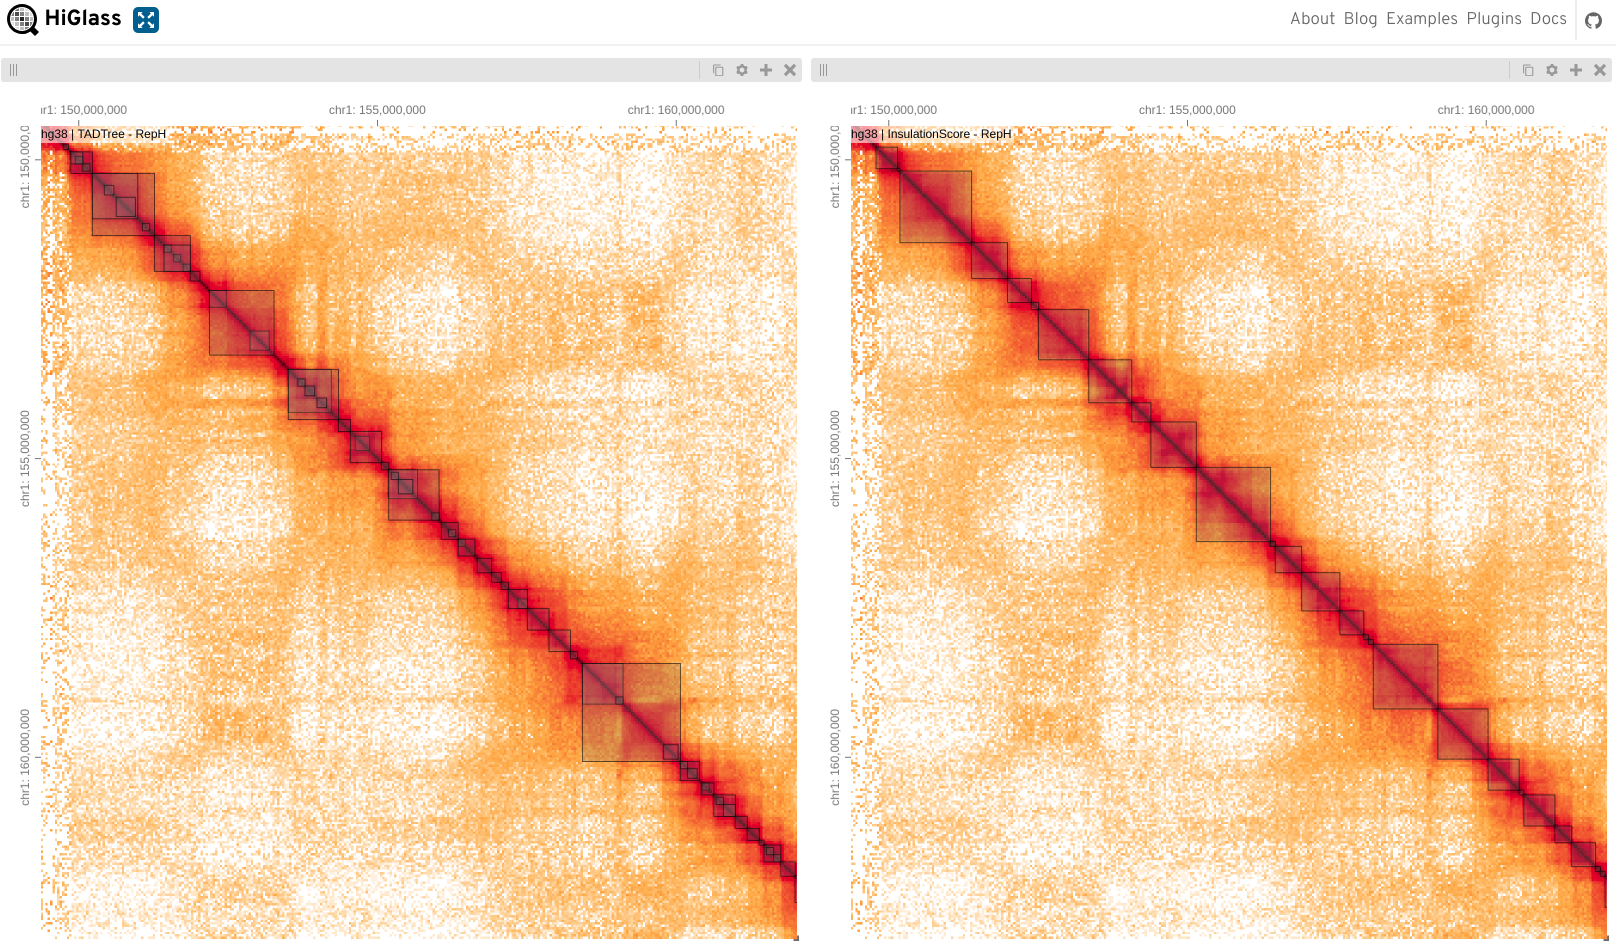 HiGlass
About Blog Examples Plugins Docs
ır1: 150,000,000 chr1: 155,000,000 chr1: 160,000,000
hg38 | TADTree - RepH
chr1: 150,000,0
chr1: 155,000,000
chr1: 160,000,000
ır1: 150,000,000 chr1: 155,000,000 chr1: 160,000,000
hg38 | InsulationScore - RepH
chr1: 150,000,0
chr1: 155,000,000
chr1: 160,000,000